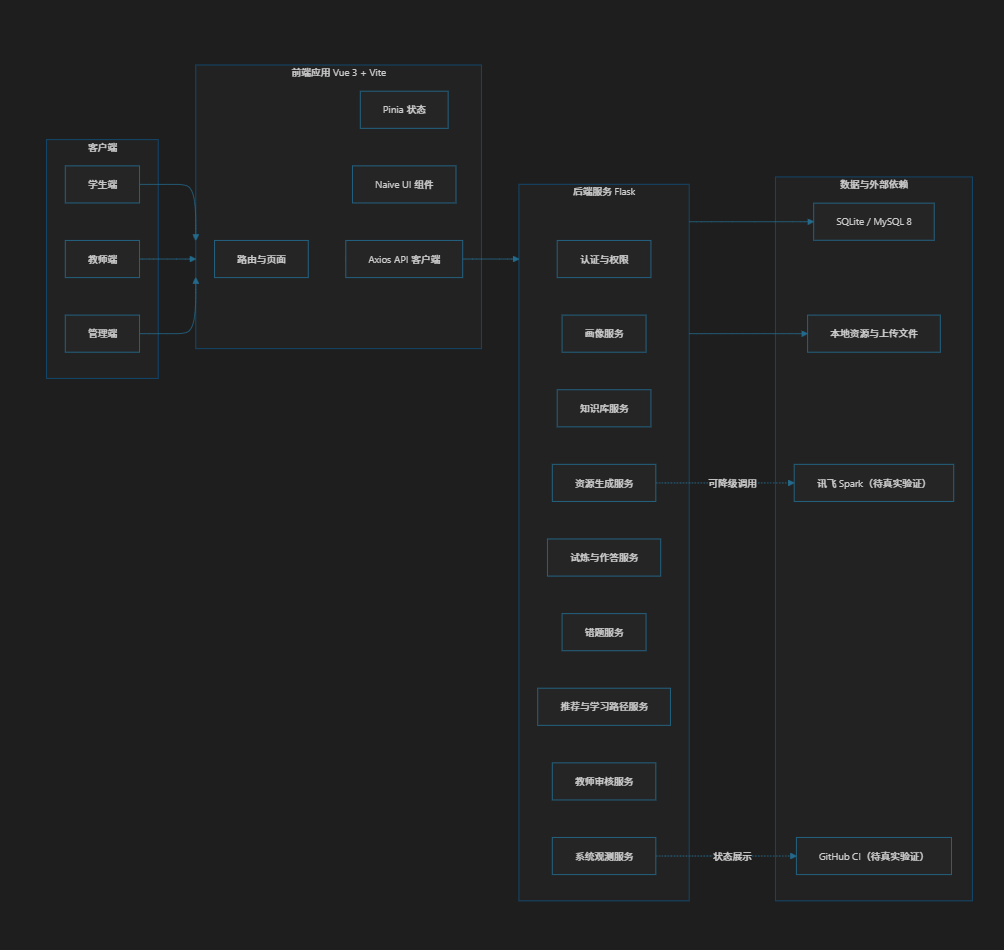 客户端
学生端
教师端
管理端
前端应用 Vue 3 + Vite
Pinia 状态
Naive UI 组件
路由与页面
Axios API 客户端
后端服务 Flask
认证与权限
画像服务
知识库服务
资源生成服务
试炼与作答服务
错题服务
推荐与学习路径服务
教师审核服务
系统观测服务
可降级调用
状态展示
数据与外部依赖
SQLite / MySQL 8
本地资源与上传文件
讯飞 Spark（待真实验证）
GitHub CI（待真实验证）